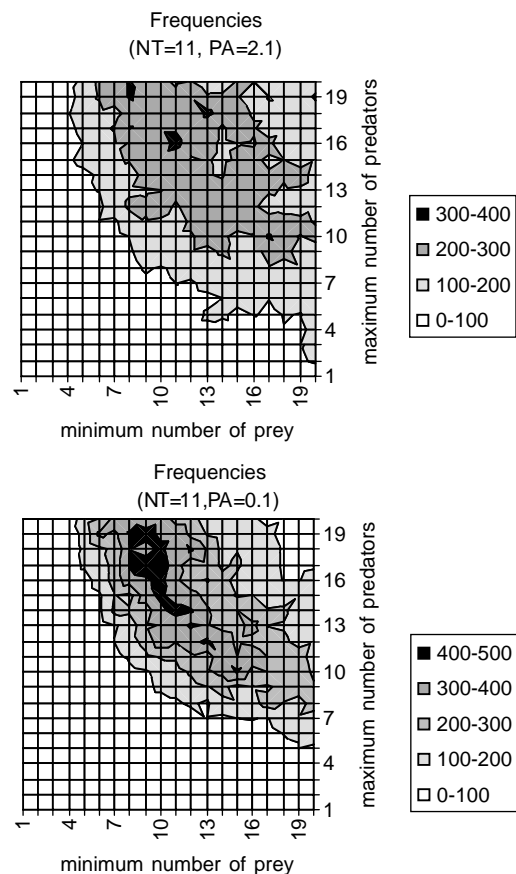 Frequencies
(NT=11, PA=2.1)
19
16
13
10
7
4
1
maximum number of predators
1 4 7 10 13 16 19
minimum number of prey
300-400
200-300
100-200
0-100
Frequencies
(NT=11,PA=0.1)
19
16
13
10
7
4
1
maximum number of predators
1 4 7 10 13 16 19
minimum number of prey
400-500
300-400
200-300
100-200
0-100